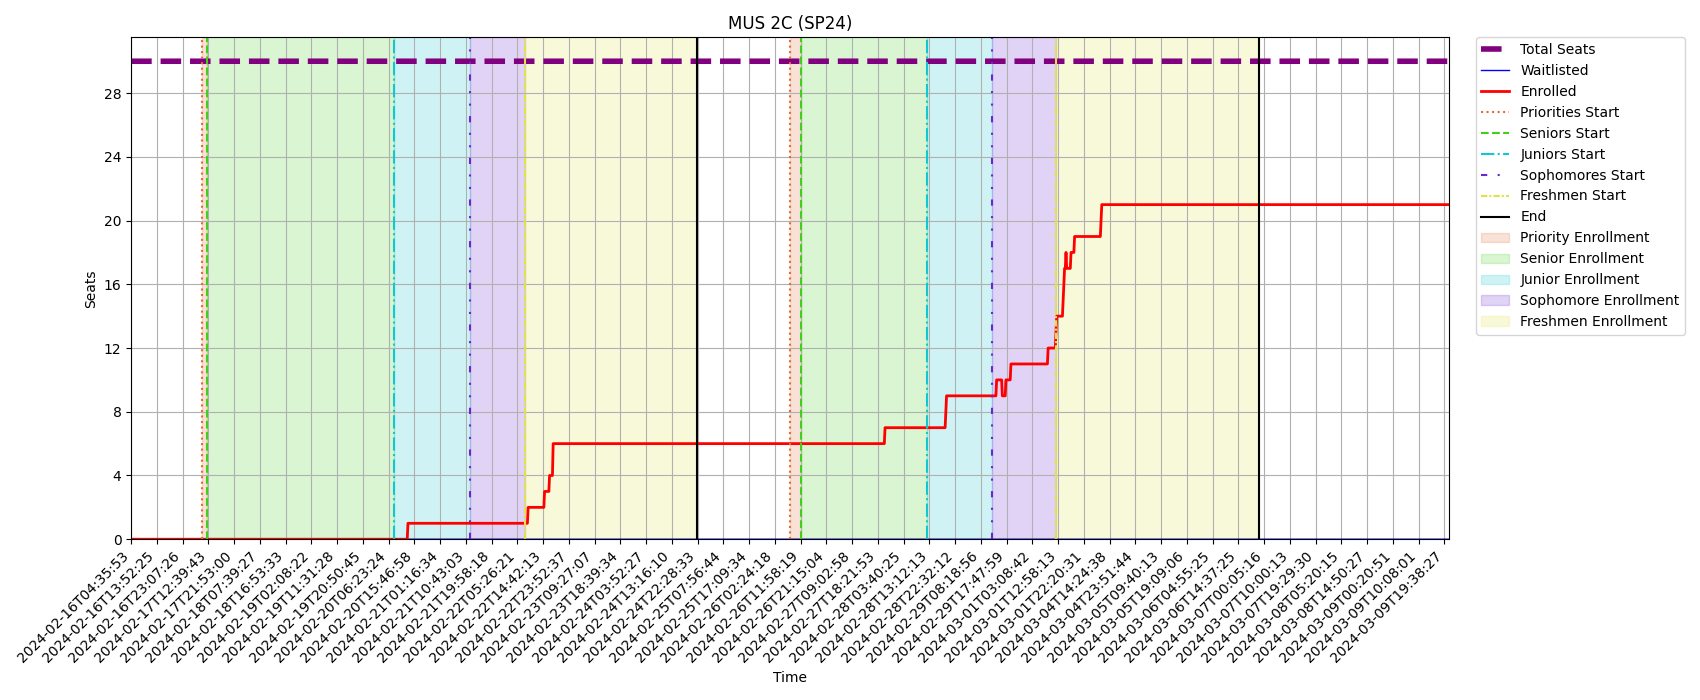 MUS 2C (SP24)
Seats
28
24
20
16
12
8
4
0
2024-02-16T04:35:53
2024-02-16T13:52:25
2024-02-16T23:07:26
2024-02-17T12:39:43
2024-02-17T21:53:00
2024-02-18T07:39:27
2024-02-18T16:53:33
2024-02-19T02:08:22
2024-02-19T11:31:28
2024-02-19T20:50:45
2024-02-20T06:23:24
2024-02-20T15:46:58
2024-02-21T01:16:34
2024-02-21T10:43:03
2024-02-21T19:58:18
2024-02-22T05:26:21
2024-02-22T14:42:13
2024-02-22T23:52:37
2024-02-23T09:27:07
2024-02-23T18:39:34
2024-02-24T03:52:27
2024-02-24T13:16:10
2024-02-24T22:28:33
2024-02-25T07:56:44
2024-02-25T17:09:34
2024-02-26T02:24:18
2024-02-26T11:58:19
2024-02-26T21:15:04
2024-02-27T09:02:58
2024-02-27T18:21:53
2024-02-28T03:40:25
2024-02-28T13:12:13
2024-02-28T22:32:12
2024-02-29T08:18:56
2024-02-29T17:47:59
2024-03-01T03:08:42
2024-03-01T12:58:13
2024-03-01T22:20:31
2024-03-04T14:24:38
2024-03-04T23:51:44
2024-03-05T09:40:13
2024-03-05T19:09:06
2024-03-06T04:55:25
2024-03-06T14:37:25
2024-03-07T00:05:16
2024-03-07T10:00:13
2024-03-07T19:29:30
2024-03-08T05:20:15
2024-03-08T14:50:27
2024-03-09T00:20:51
2024-03-09T10:08:01
2024-03-09T19:38:27
Time
Total Seats
Waitlisted
Enrolled
Priorities Start
Seniors Start
Juniors Start
Sophomores Start
Freshmen Start
End
Priority Enrollment
Senior Enrollment
Junior Enrollment
Sophomore Enrollment
Freshmen Enrollment